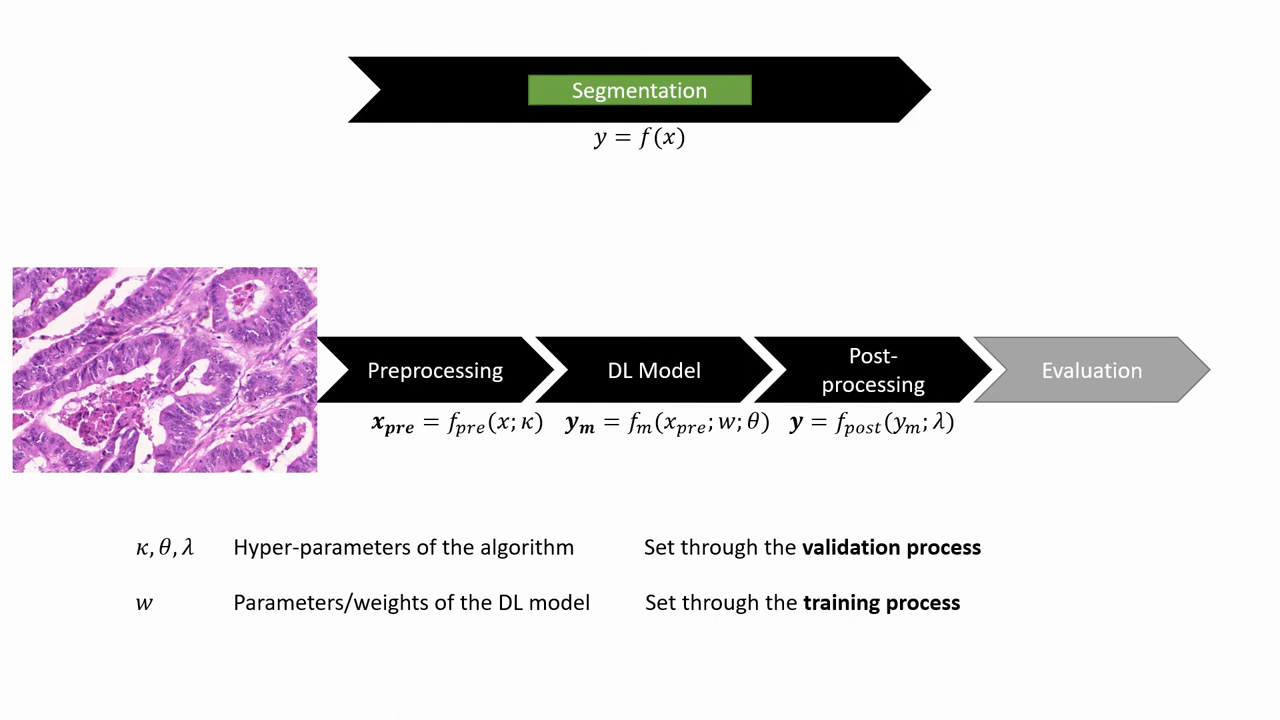 Segmentation
y = f(x)
Preprocessing
DL Model
Post-
processing
Evaluation
x_pre = f_pre(x; κ)
y_m = f_m(x_pre; w; θ)
y = f_post(y_m; λ)
κ, θ, λ Hyper-parameters of the algorithm Set through the validation process
w Parameters/weights of the DL model Set through the training process